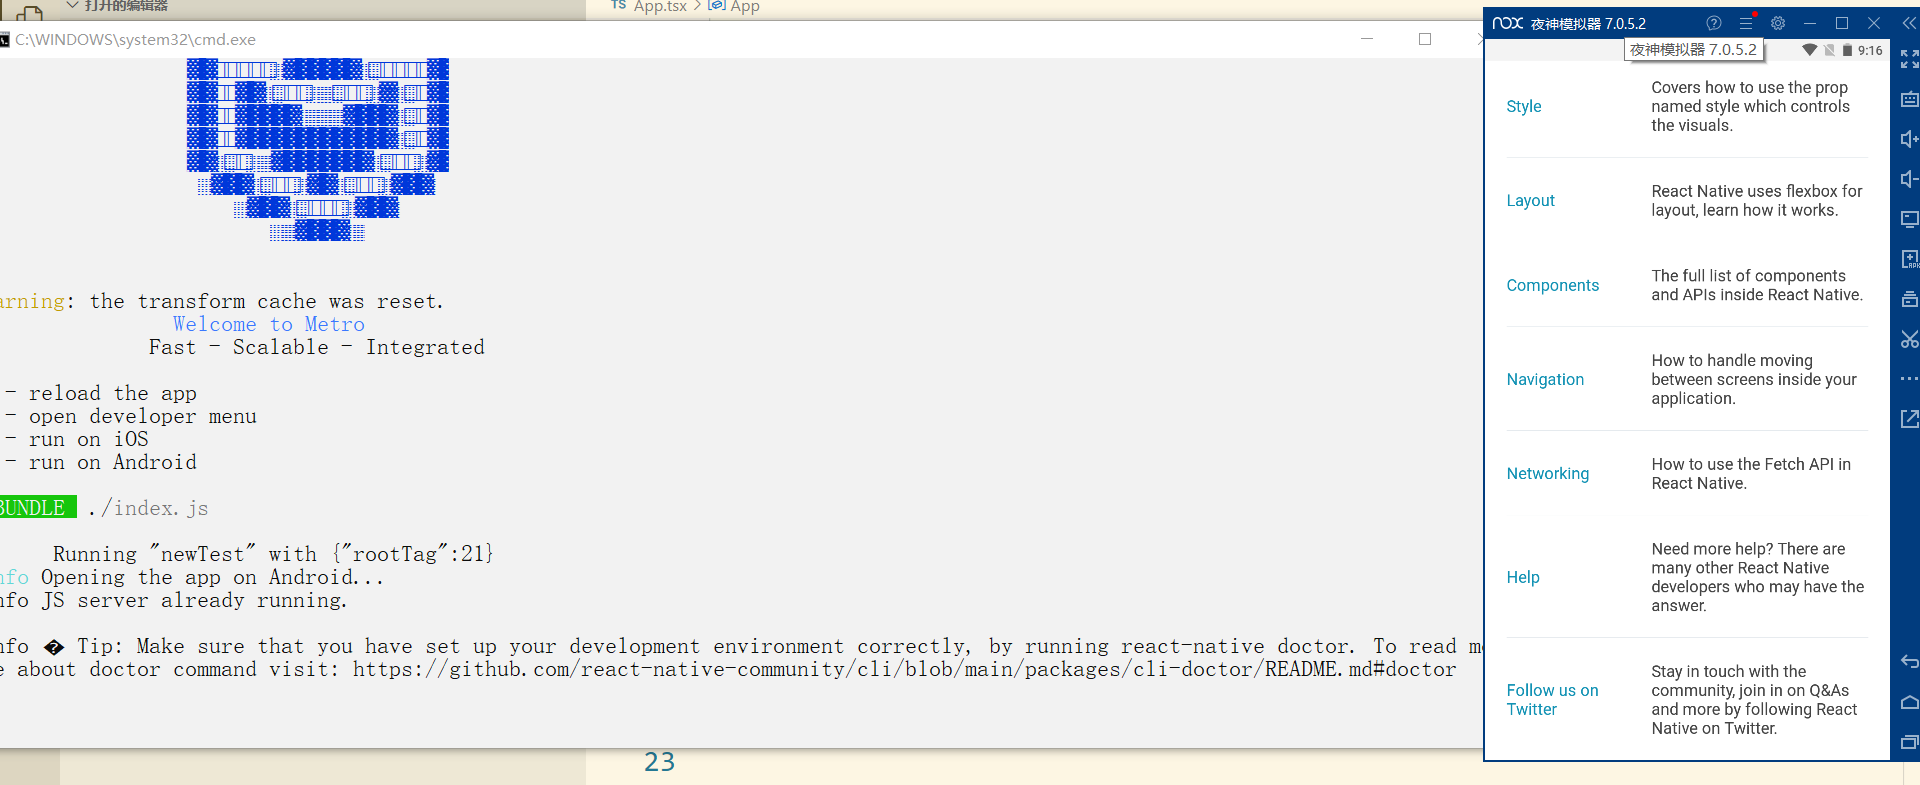 打开的编辑器
TS App.tsx > App
C:\WINDOWS\system32\cmd.exe
arning: the transform cache was reset.
Welcome to Metro
Fast - Scalable - Integrated
- reload the app
- open developer menu
- run on iOS
- run on Android
BUNDLE ./index.js
Running "newTest" with {"rootTag":21}
nfo Opening the app on Android...
nfo JS server already running.
nfo � Tip: Make sure that you have set up your development environment correctly, by running react-native doctor. To read mo
e about doctor command visit: https://github.com/react-native-community/cli/blob/main/packages/cli-doctor/README.md#doctor
23
nox 夜神模拟器 7.0.5.2
夜神模拟器 7.0.5.2
9:16
Style
Covers how to use the prop
named style which controls
the visuals.
Layout
React Native uses flexbox for
layout, learn how it works.
Components
The full list of components
and APIs inside React Native.
Navigation
How to handle moving
between screens inside your
application.
Networking
How to use the Fetch API in
React Native.
Help
Need more help? There are
many other React Native
developers who may have the
answer.
Follow us on
Twitter
Stay in touch with the
community, join in on Q&As
and more by following React
Native on Twitter.